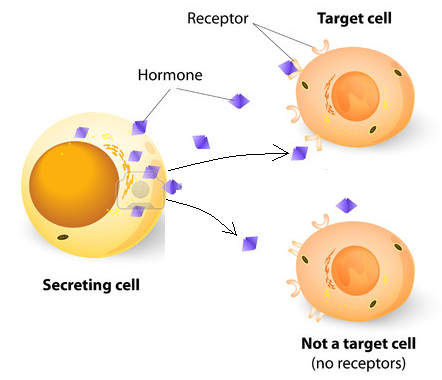 Receptor
Target cell
Hormone
Secreting cell
Not a target cell
(no receptors)